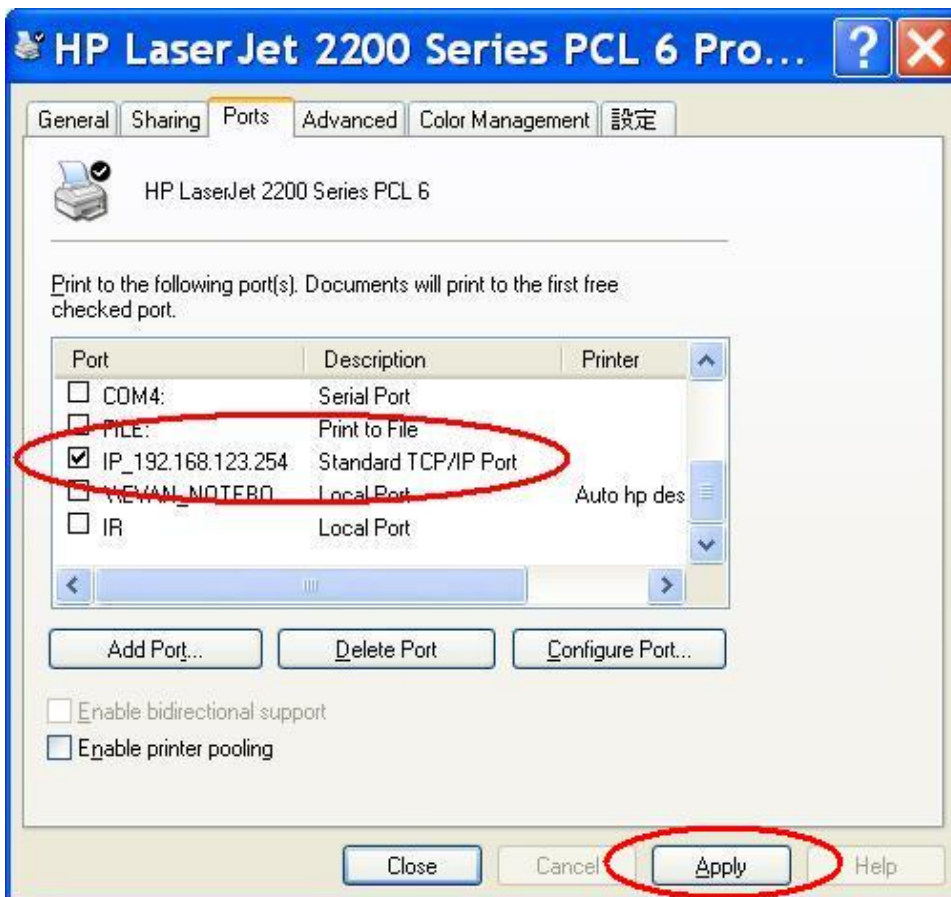 HP LaserJet 2200 Series PCL 6 Pro... ?
General Sharing Ports Advanced Color Management 設定
HP LaserJet 2200 Series PCL 6
Print to the following port(s). Documents will print to the first free
checked port.
Port Description Printer
COM4: Serial Port
FILE: Print to File
IP_192.168.123.254 Standard TCP/IP Port
\\EVAN_NOTEBO... Local Port Auto hp des
IR Local Port
Add Port... Delete Port Configure Port...
Enable bidirectional support
Enable printer pooling
Close Cancel Apply Help